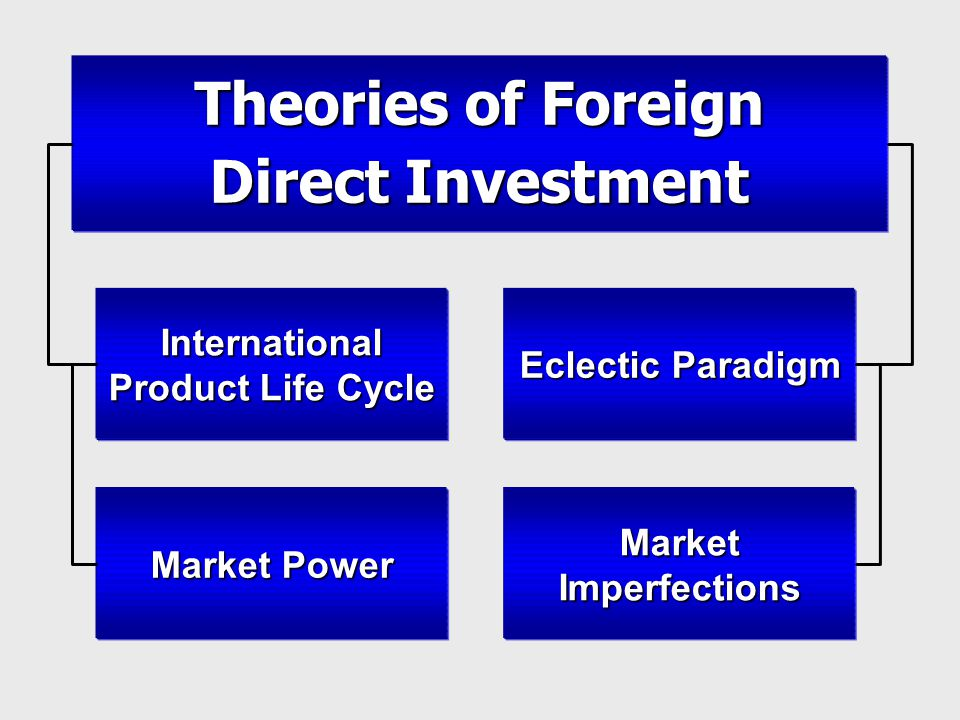 Theories of Foreign
Direct Investment
International
Product Life Cycle
Eclectic Paradigm
Market Power
Market
Imperfections